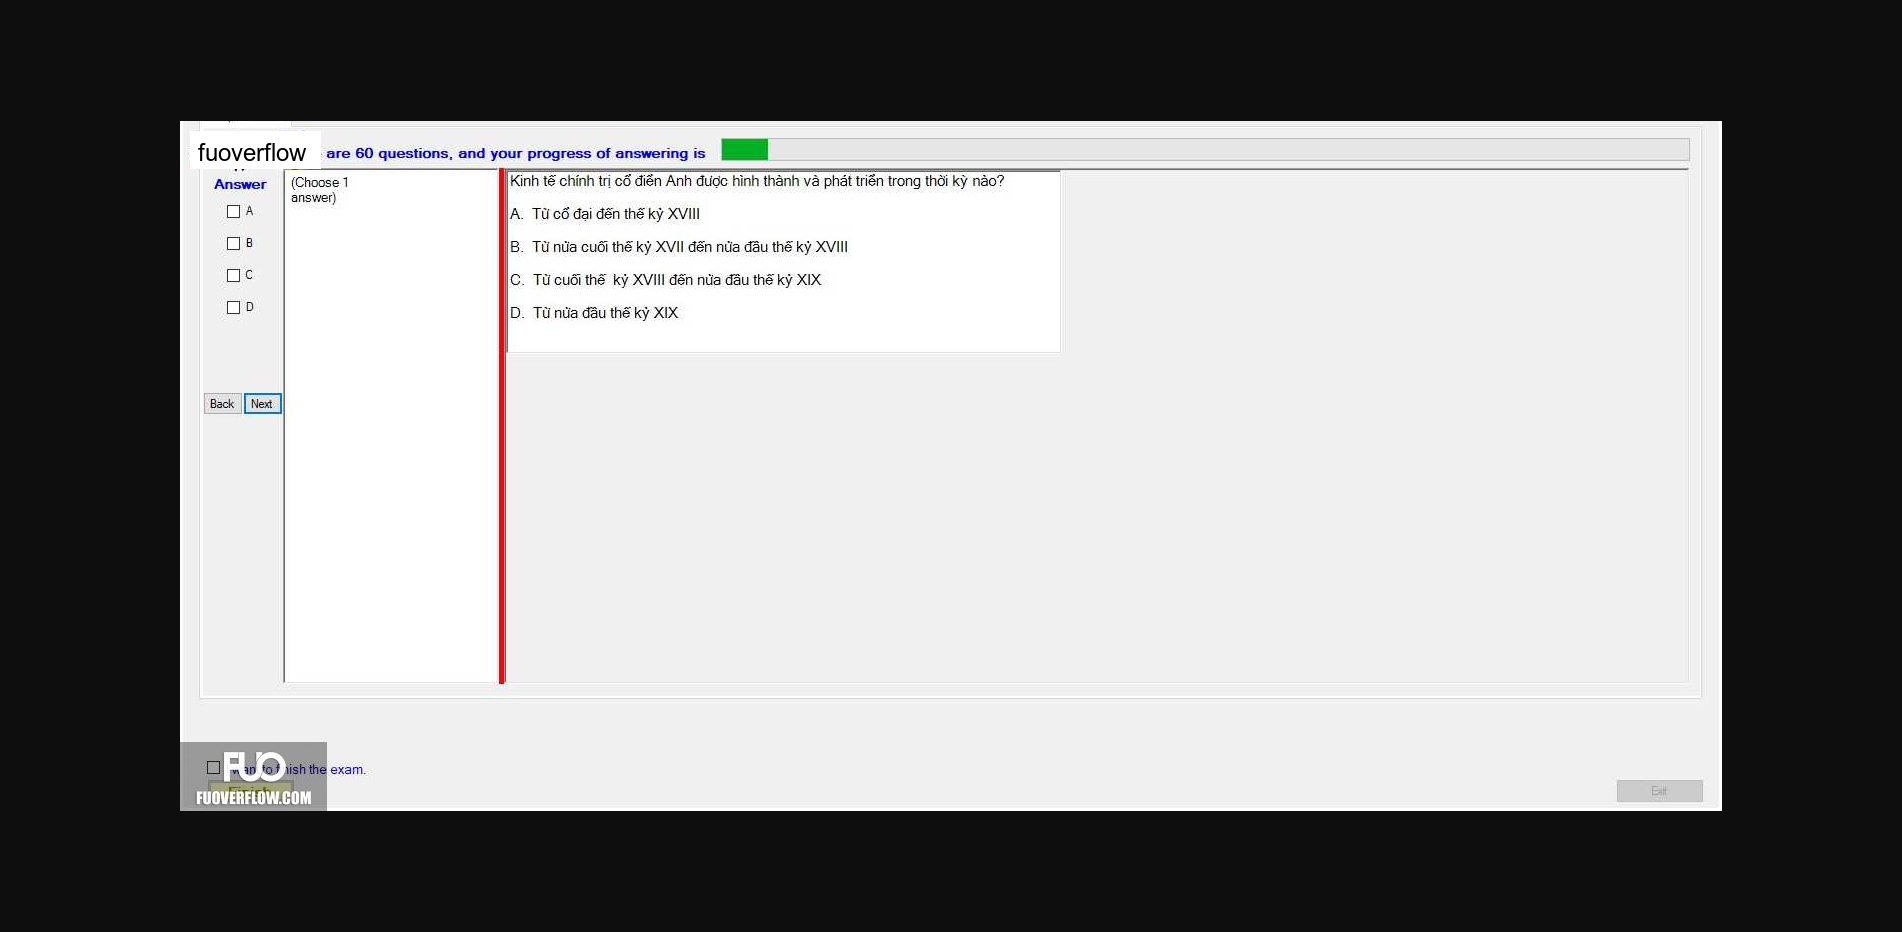 fuoverflow are 60 questions, and your progress of answering is
Answer
(Choose 1
answer)
A
B
C
D
Back Next
Kinh tế chính trị cổ điển Anh được hình thành và phát triển trong thời kỳ nào?
A. Từ cổ đại đến thế kỷ XVIII
B. Từ nửa cuối thế kỷ XVII đến nửa đầu thế kỷ XVIII
C. Từ cuối thế kỷ XVIII đến nửa đầu thế kỷ XIX
D. Từ nửa đầu thế kỷ XIX
FUO
to finish the exam.
Finish
FUOVERFLOW.COM
Exit